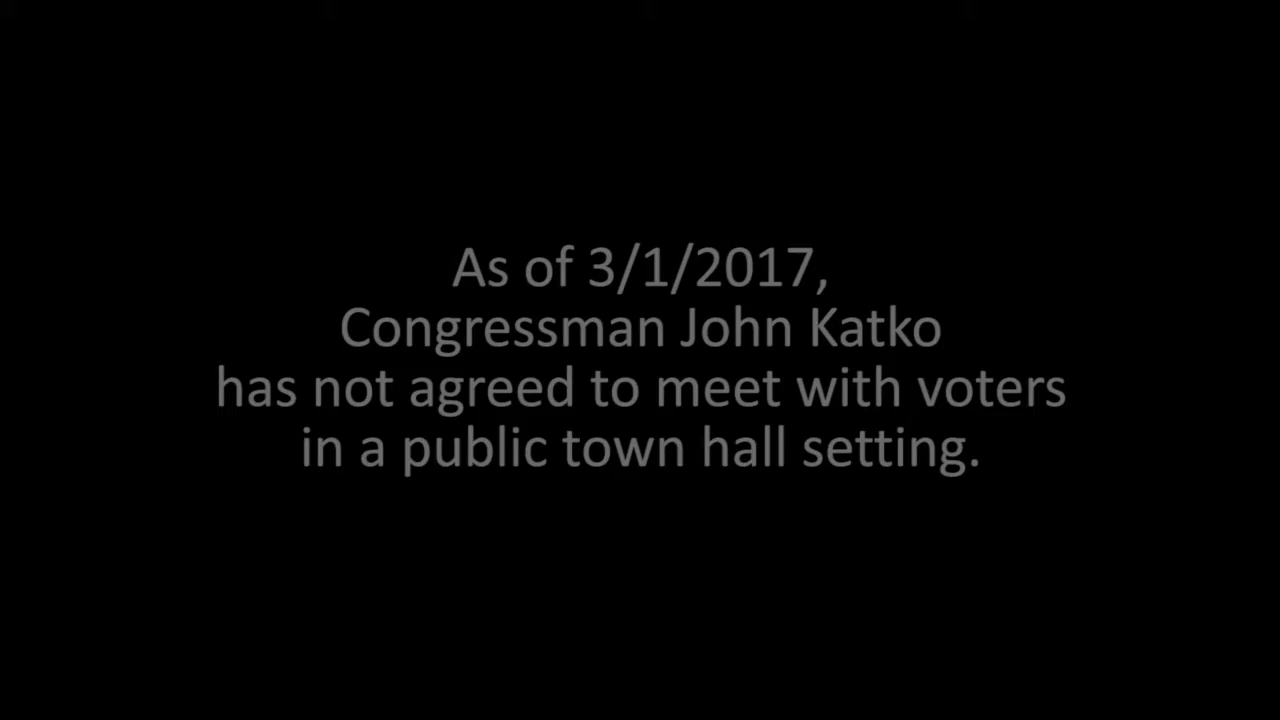 As of 3/1/2017,
Congressman John Katko
has not agreed to meet with voters
in a public town hall setting.